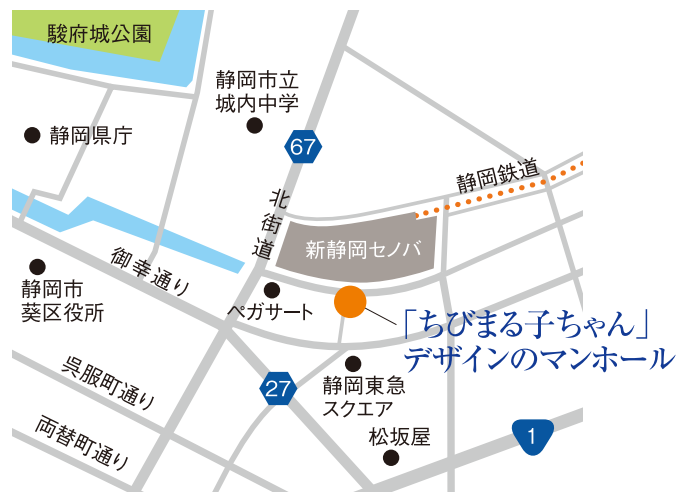 駿府城公園
静岡市立
城内中学
静岡県庁
67
静岡鉄道
北街道
新静岡セノバ
御幸通り
静岡市
葵区役所
ペガサート
「ちびまる子ちゃん」
デザインのマンホール
呉服町通り
27
静岡東急
スクエア
両替町通り
松坂屋
1